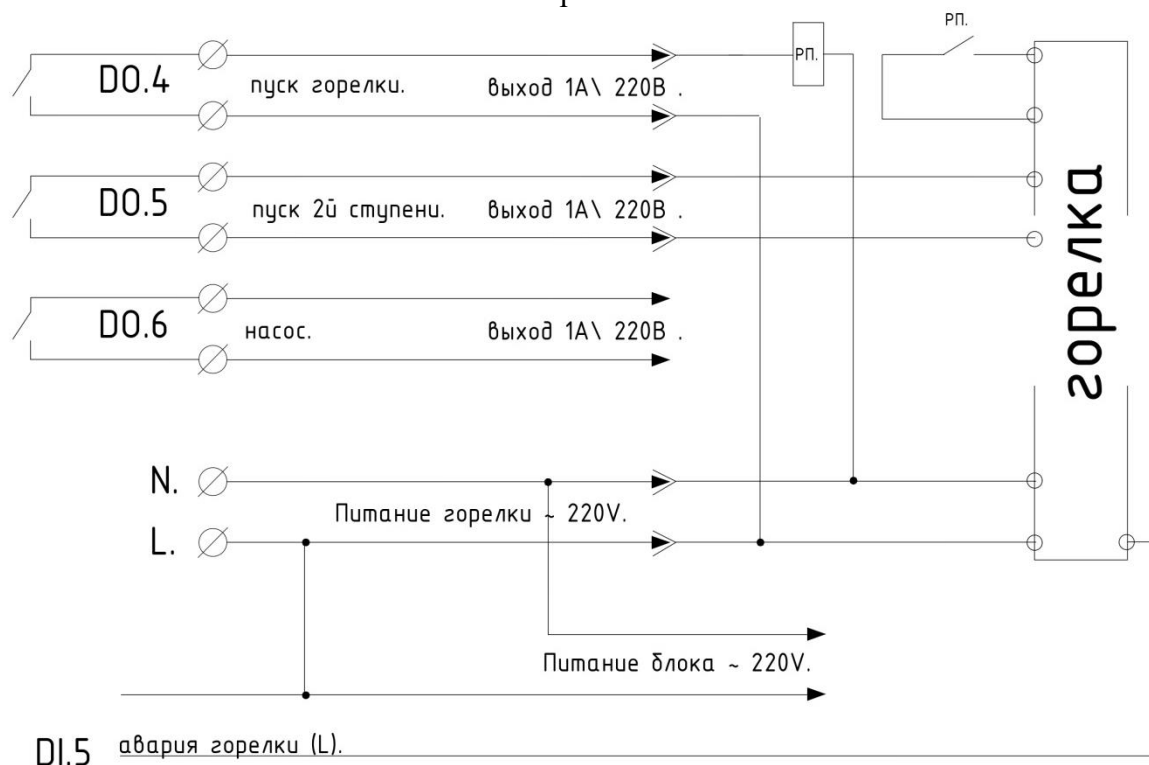 РП.
DO.4
пуск горелки.
выход 1А\ 220В .
РП.
DO.5
пуск 2й ступени.
выход 1А\ 220В .
горелка
DO.6
насос.
выход 1А\ 220В .
N.
Питание горелки ~ 220V.
L.
Питание блока ~ 220V.
DI.5
авария горелки (L).